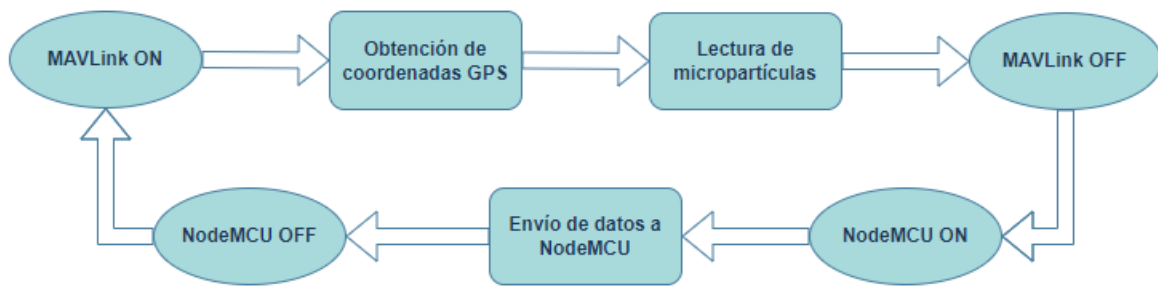 MAVLink ON
Obtención de
coordenadas GPS
Lectura de
micropartículas
MAVLink OFF
NodeMCU OFF
Envío de datos a
NodeMCU
NodeMCU ON